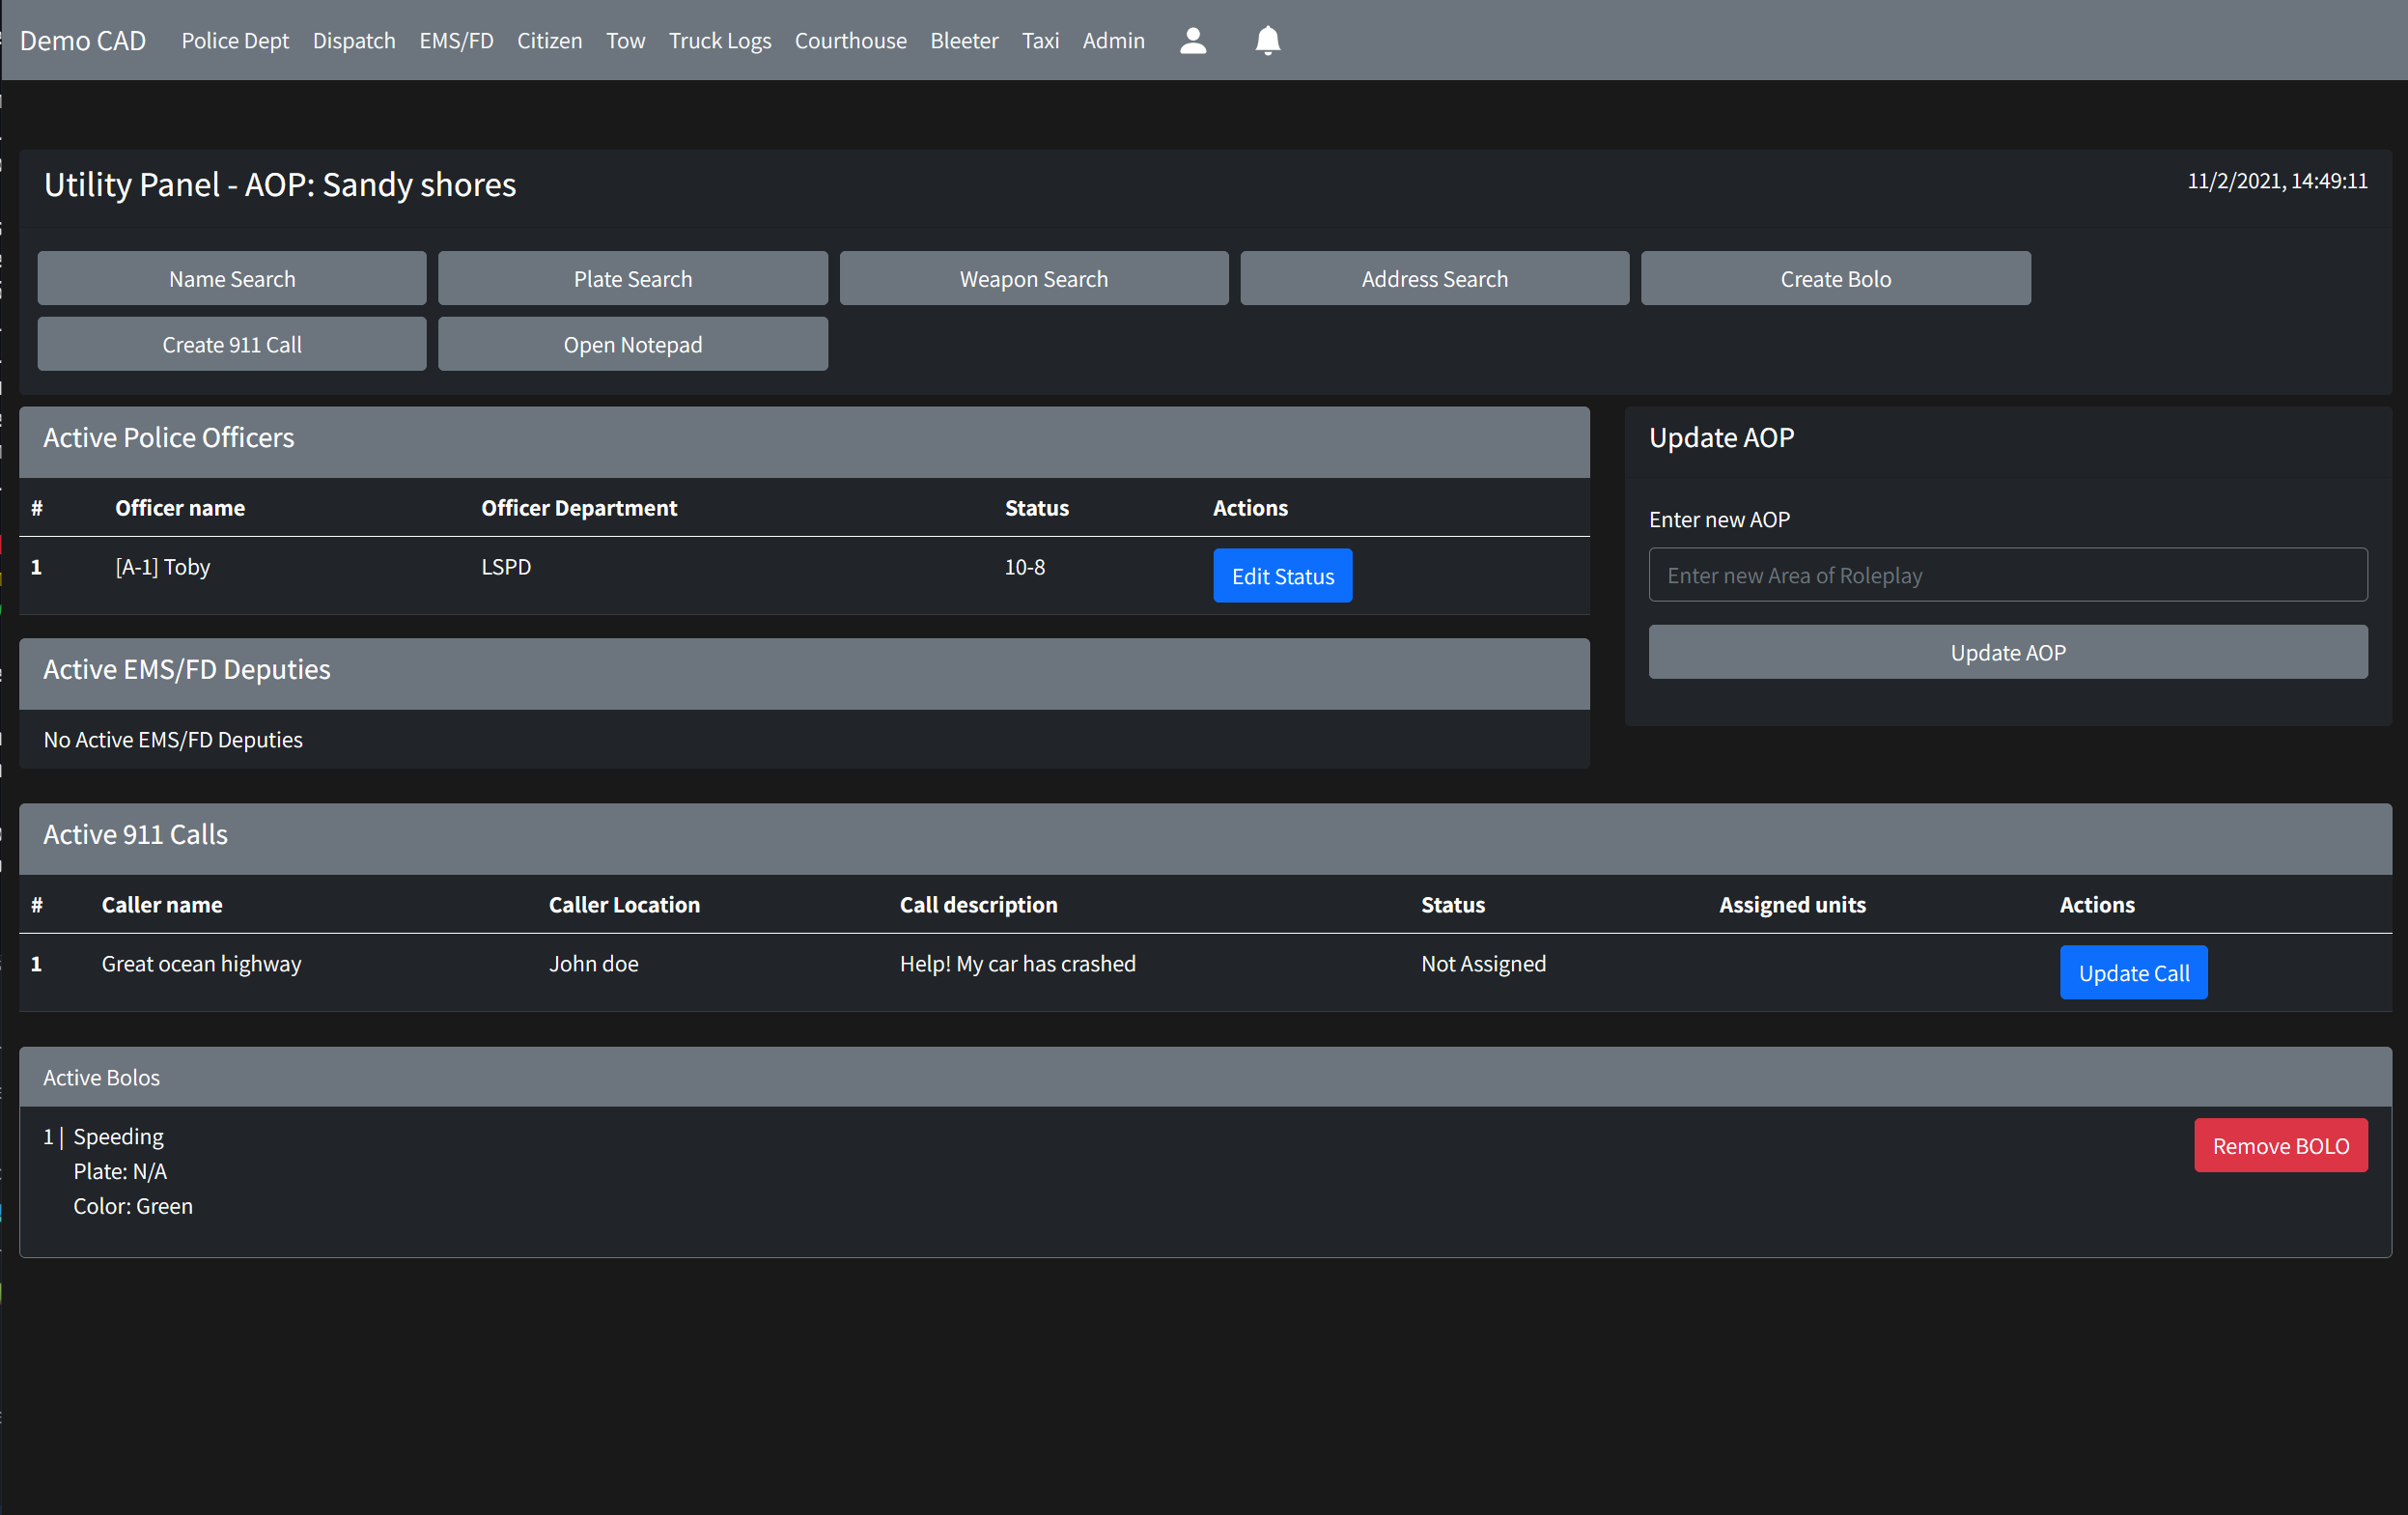 Demo CAD Police Dept Dispatch EMS/FD Citizen Tow Truck Logs Courthouse Bleeter Taxi Admin
Utility Panel - AOP: Sandy shores 11/2/2021, 14:49:11
Name Search Plate Search Weapon Search Address Search Create Bolo
Create 911 Call Open Notepad
Active Police Officers
# Officer name Officer Department Status Actions
1 [A-1] Toby LSPD 10-8 Edit Status
Active EMS/FD Deputies
No Active EMS/FD Deputies
Update AOP
Enter new AOP
Enter new Area of Roleplay
Update AOP
Active 911 Calls
# Caller name Caller Location Call description Status Assigned units Actions
1 Great ocean highway John doe Help! My car has crashed Not Assigned Update Call
Active Bolos
1 | Speeding Remove BOLO
Plate: N/A
Color: Green